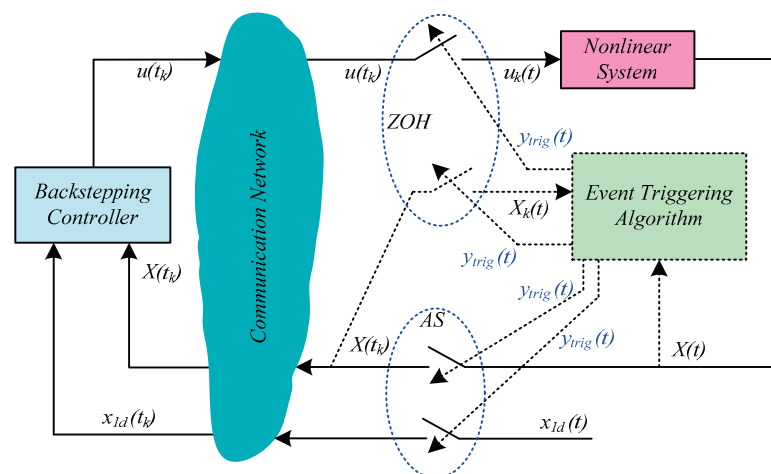 u(tk)
u(tk)
uk(t)
Nonlinear
System
ZOH
ytrig(t)
Backstepping
Controller
Communication Network
Xk(t)
Event Triggering
Algorithm
X(tk)
ytrig(t)
ytrig(t)
AS
X(tk)
ytrig(t)
X(t)
x1d(tk)
x1d(t)